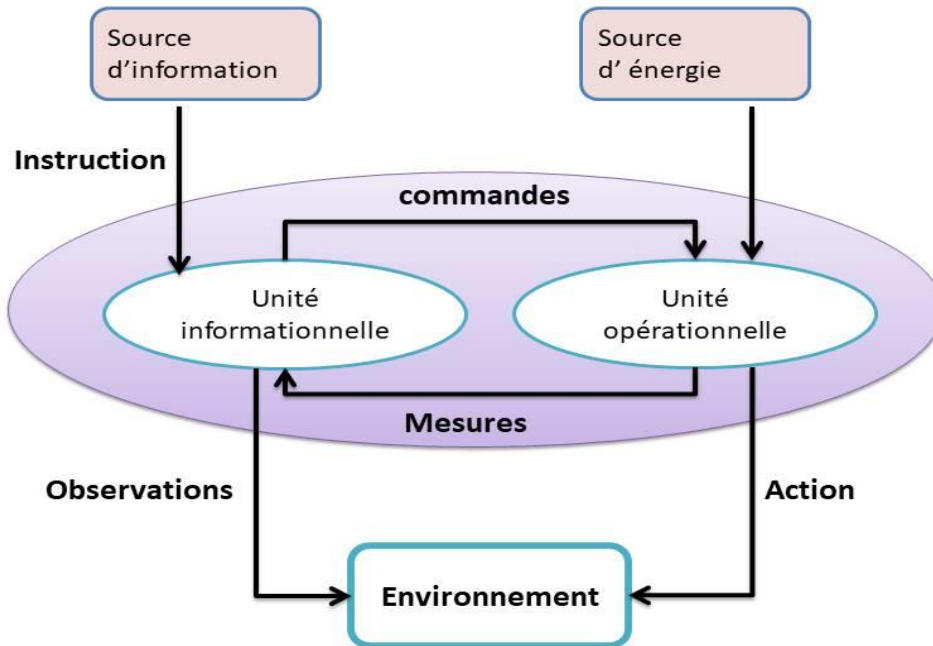 Source
d'information
Source
d' énergie
Instruction
commandes
Unité
informationnelle
Unité
opérationnelle
Mesures
Observations
Action
Environnement